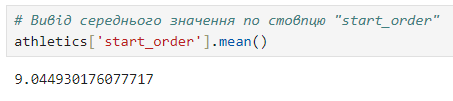 # Вивід середнього значення по стовпцю "start_order"
athletics['start_order'].mean()
9.044930176077717